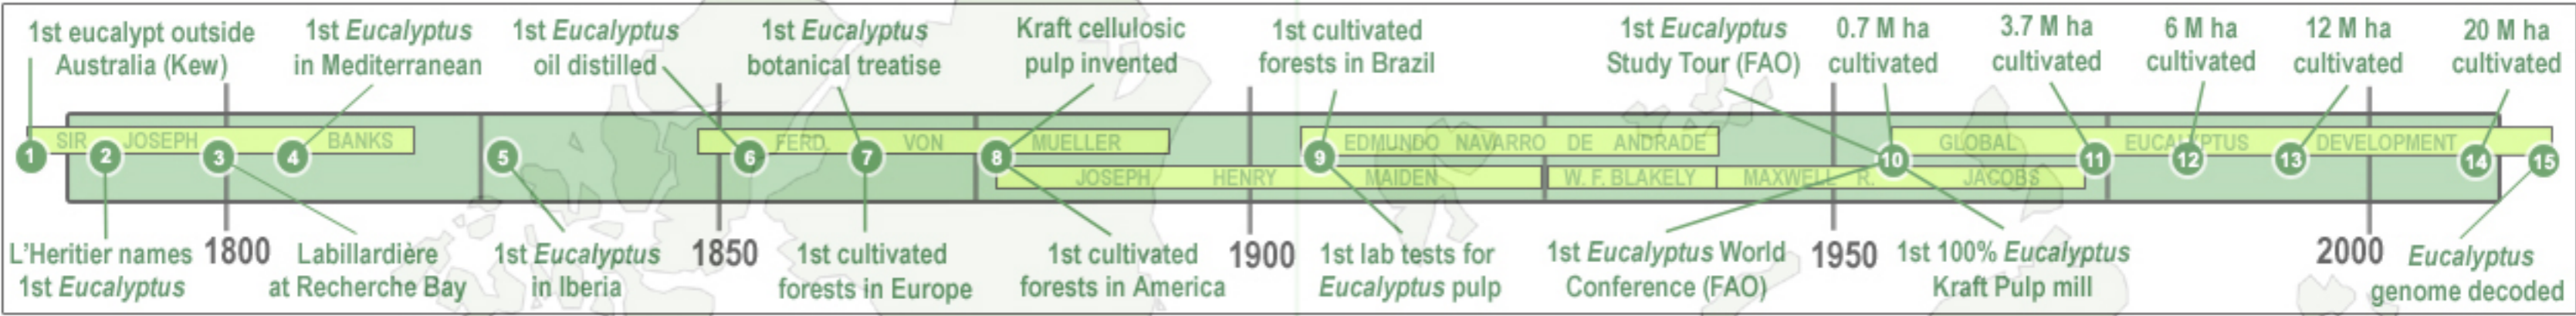 1st eucalypt outside
Australia (Kew)
1st Eucalyptus
in Mediterranean
1st Eucalyptus
oil distilled
1st Eucalyptus
botanical treatise
Kraft cellulosic
pulp invented
1st cultivated
forests in Brazil
1st Eucalyptus
Study Tour (FAO)
0.7 M ha
cultivated
3.7 M ha
cultivated
6 M ha
cultivated
12 M ha
cultivated
20 M ha
cultivated
SIR JOSEPH BANKS
FERD. VON MUELLER
EDMUNDO NAVARRO DE ANDRADE
GLOBAL EUCALYPTUS DEVELOPMENT
1 2 3 4 5 6 7 8 9 10 11 12 13 14 15
JOSEPH HENRY MAIDEN
W. F. BLAKELY
MAXWELL R. JACOBS
L'Heritier names
1st Eucalyptus
1800
Labillardière
at Recherche Bay
1st Eucalyptus
in Iberia
1850
1st cultivated
forests in Europe
1st cultivated
forests in America
1900
1st lab tests for
Eucalyptus pulp
1st Eucalyptus World
Conference (FAO)
1950
1st 100% Eucalyptus
Kraft Pulp mill
2000
Eucalyptus
genome decoded